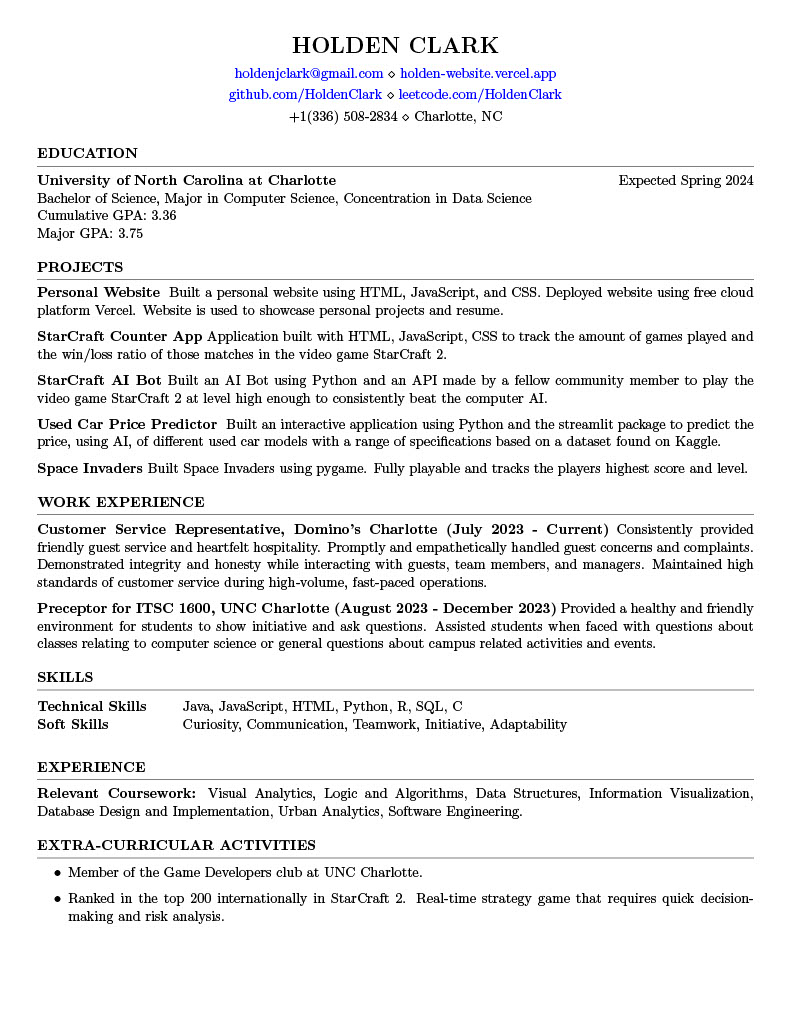 HOLDEN CLARK
holdenjclark@gmail.com ⋄ holden-website.vercel.app
github.com/HoldenClark ⋄ leetcode.com/HoldenClark
+1(336) 508-2834 ⋄ Charlotte, NC
EDUCATION
University of North Carolina at Charlotte Expected Spring 2024
Bachelor of Science, Major in Computer Science, Concentration in Data Science
Cumulative GPA: 3.36
Major GPA: 3.75
PROJECTS
Personal Website Built a personal website using HTML, JavaScript, and CSS. Deployed website using free cloud
platform Vercel. Website is used to showcase personal projects and resume.
StarCraft Counter App Application built with HTML, JavaScript, CSS to track the amount of games played and
the win/loss ratio of those matches in the video game StarCraft 2.
StarCraft AI Bot Built an AI Bot using Python and an API made by a fellow community member to play the
video game StarCraft 2 at level high enough to consistently beat the computer AI.
Used Car Price Predictor Built an interactive application using Python and the streamlit package to predict the
price, using AI, of different used car models with a range of specifications based on a dataset found on Kaggle.
Space Invaders Built Space Invaders using pygame. Fully playable and tracks the players highest score and level.
WORK EXPERIENCE
Customer Service Representative, Domino's Charlotte (July 2023 - Current) Consistently provided
friendly guest service and heartfelt hospitality. Promptly and empathetically handled guest concerns and complaints.
Demonstrated integrity and honesty while interacting with guests, team members, and managers. Maintained high
standards of customer service during high-volume, fast-paced operations.
Preceptor for ITSC 1600, UNC Charlotte (August 2023 - December 2023) Provided a healthy and friendly
environment for students to show initiative and ask questions. Assisted students when faced with questions about
classes relating to computer science or general questions about campus related activities and events.
SKILLS
Technical Skills Java, JavaScript, HTML, Python, R, SQL, C
Soft Skills Curiosity, Communication, Teamwork, Initiative, Adaptability
EXPERIENCE
Relevant Coursework: Visual Analytics, Logic and Algorithms, Data Structures, Information Visualization,
Database Design and Implementation, Urban Analytics, Software Engineering.
EXTRA-CURRICULAR ACTIVITIES
• Member of the Game Developers club at UNC Charlotte.
• Ranked in the top 200 internationally in StarCraft 2. Real-time strategy game that requires quick decision-
making and risk analysis.